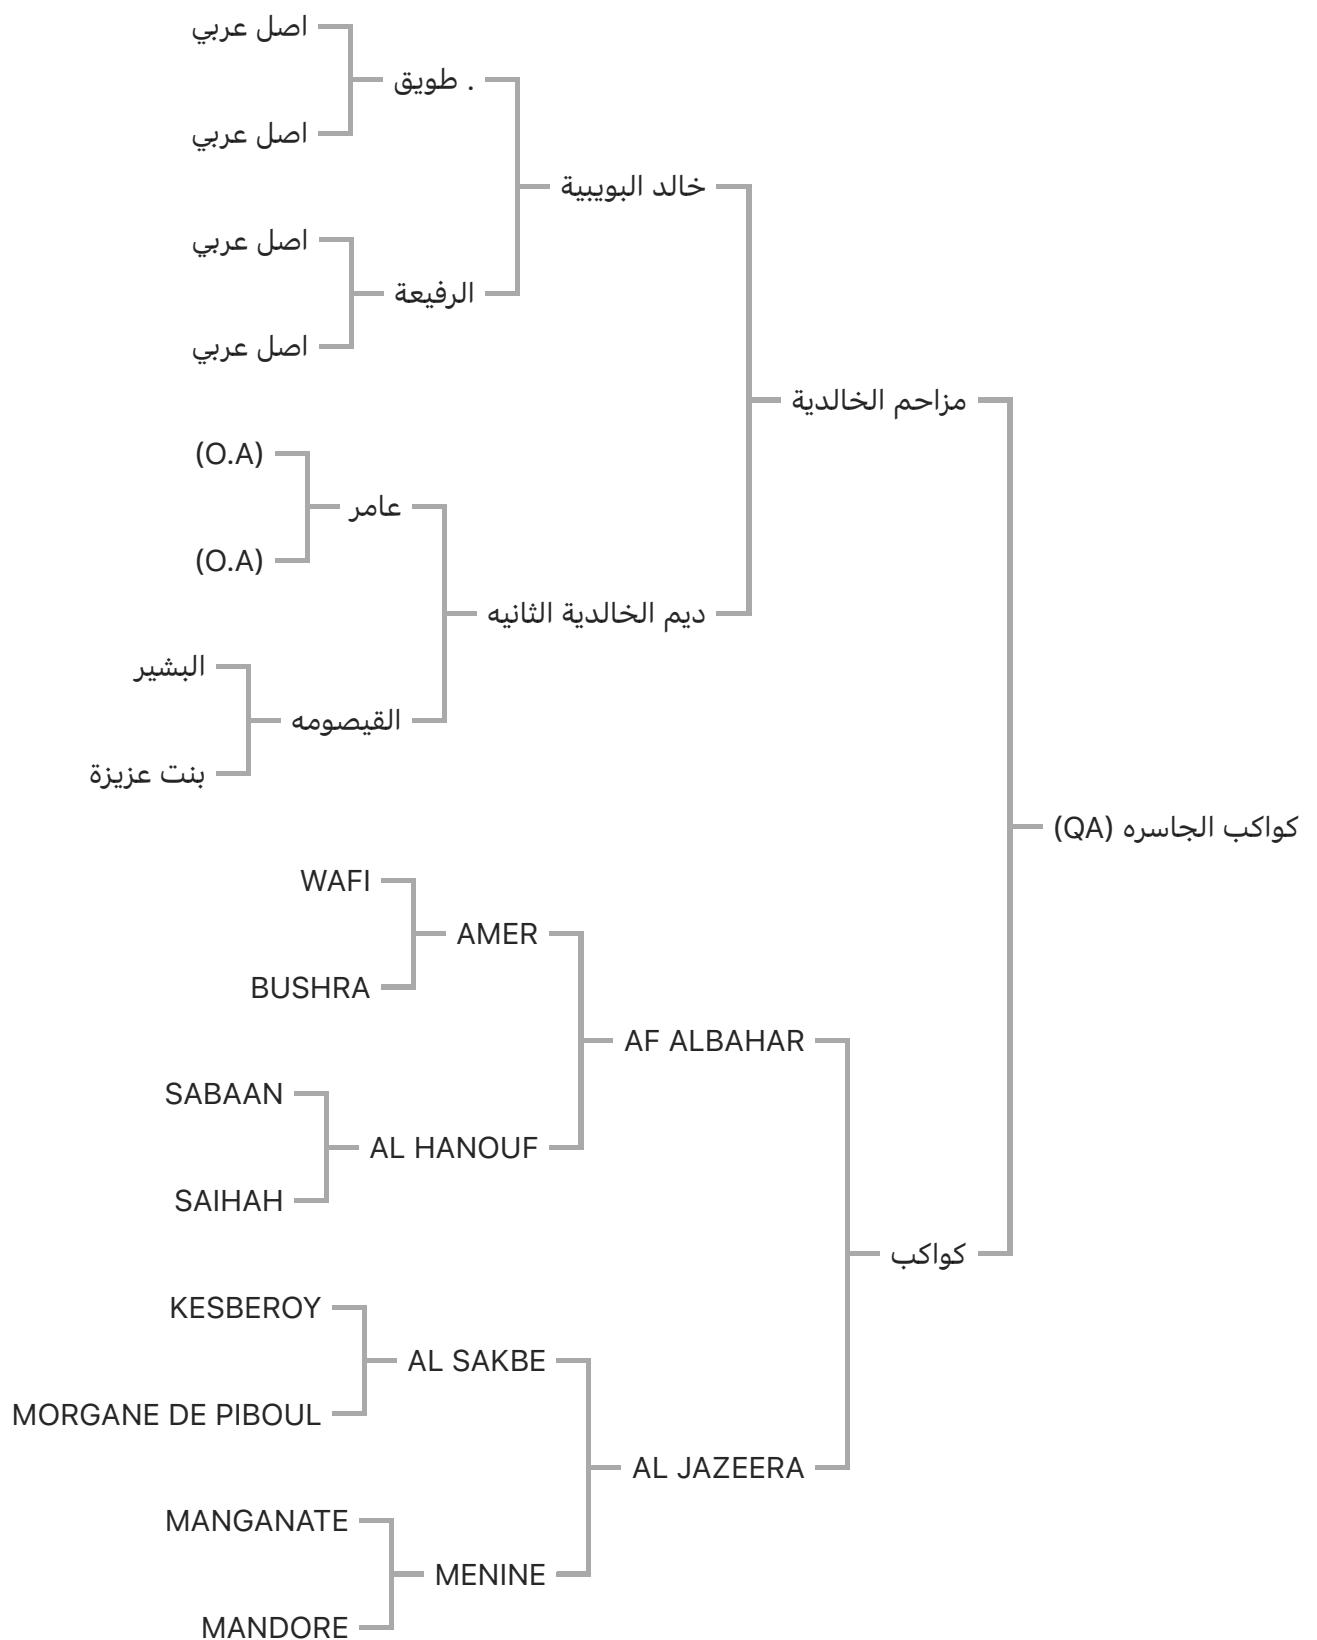 اصل عربي
طويق .
اصل عربي
خالد البويبية
اصل عربي
الرفيعة
اصل عربي
مزاحم الخالدية
(O.A)
عامر
(O.A)
ديم الخالدية الثانيه
البشير
القيصومه
بنت عزيزة
كواكب الجاسره (QA)
WAFI
AMER
BUSHRA
AF ALBAHAR
SABAAN
AL HANOUF
SAIHAH
كواكب
KESBEROY
AL SAKBE
MORGANE DE PIBOUL
AL JAZEERA
MANGANATE
MENINE
MANDORE